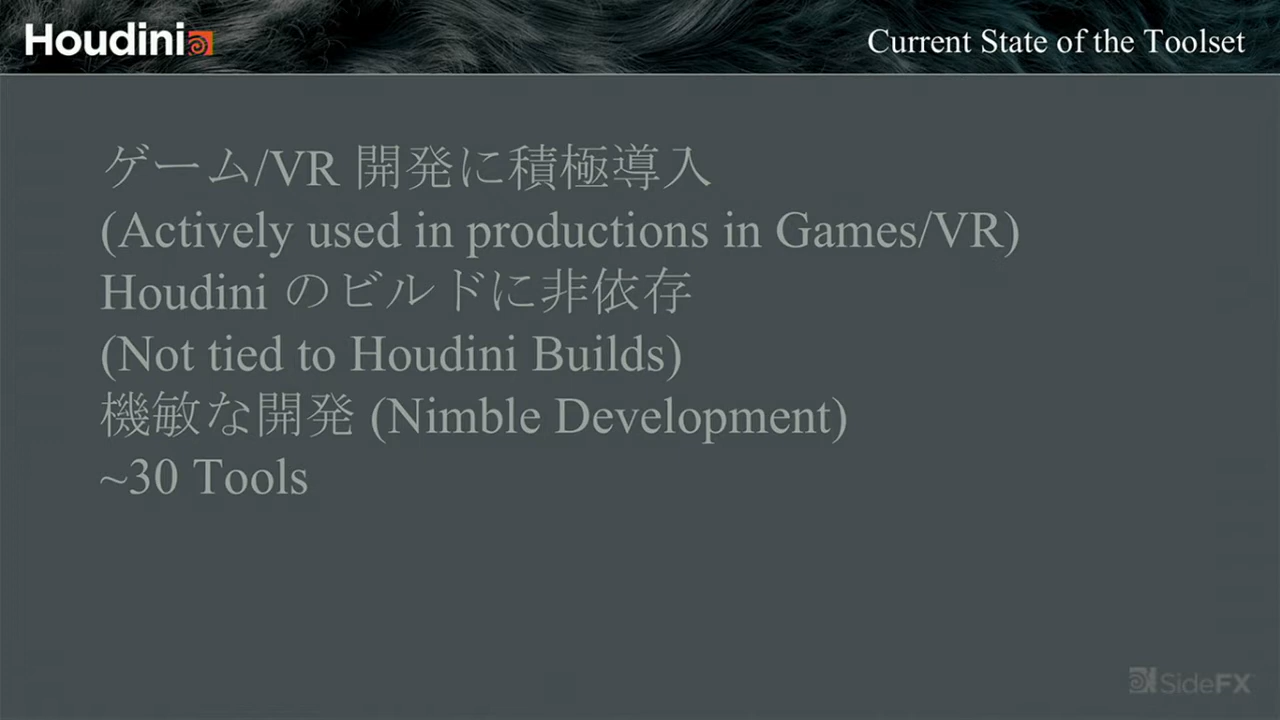 Houdini
Current State of the Toolset
ゲーム/VR 開発に積極導入
(Actively used in productions in Games/VR)
Houdini のビルドに非依存
(Not tied to Houdini Builds)
機敏な開発 (Nimble Development)
~30 Tools
SideFX